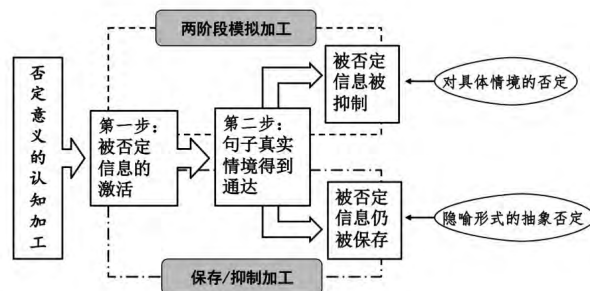 两阶段模拟加工
否定意义的认知加工
第一步：
被否定
信息的
激活
第二步：
句子真实
情境得到
通达
被否定
信息被
抑制
对具体情境的否定
被否定
信息仍
被保存
隐喻形式的抽象否定
保存/抑制加工